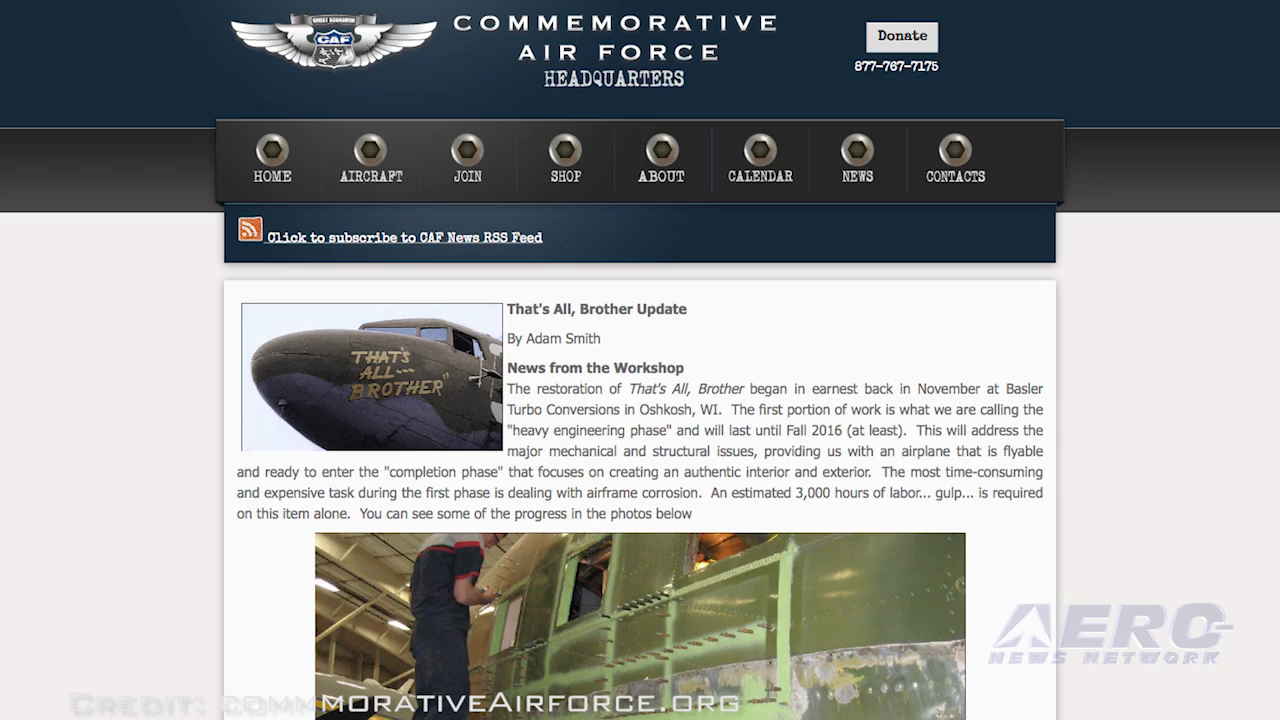 GHOST SQUADRON
CAF
COMMEMORATIVE
AIR FORCE
HEADQUARTERS
Donate
877-767-7175
HOME
AIRCRAFT
JOIN
SHOP
ABOUT
CALENDAR
NEWS
CONTACTS
Click to subscribe to CAF News RSS Feed
THAT'S
ALL---
BROTHER"
That's All, Brother Update
By Adam Smith
News from the Workshop
The restoration of That's All, Brother began in earnest back in November at Basler
Turbo Conversions in Oshkosh, WI. The first portion of work is what we are calling the
"heavy engineering phase" and will last until Fall 2016 (at least). This will address the
major mechanical and structural issues, providing us with an airplane that is flyable
and ready to enter the "completion phase" that focuses on creating an authentic interior and exterior. The most time-consuming
and expensive task during the first phase is dealing with airframe corrosion. An estimated 3,000 hours of labor... gulp... is required
on this item alone. You can see some of the progress in the photos below
AERO
NEWS NETWORK
Credit: commemorativeAirforce.org